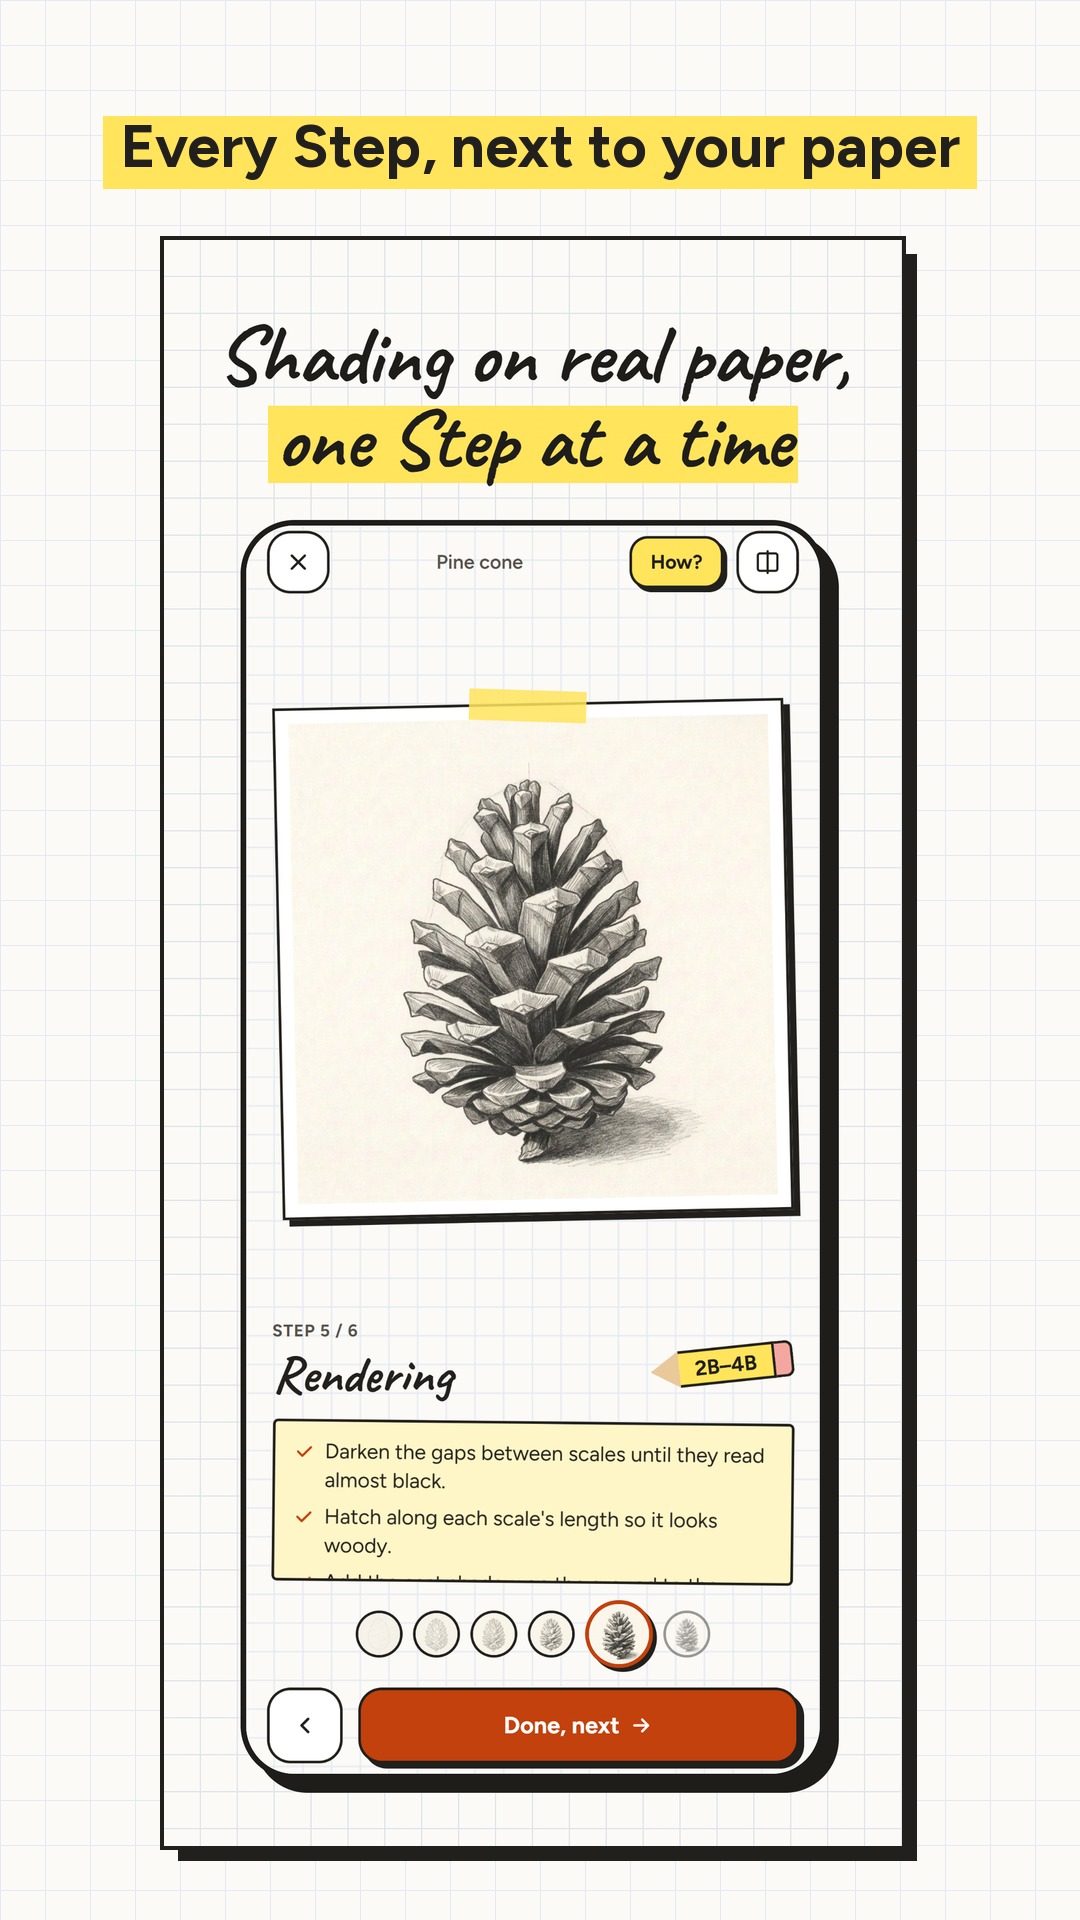 Every Step, next to your paper
Shading on real paper,
one Step at a time
Pine cone
How?
STEP 5 / 6
Rendering
2B–4B
Darken the gaps between scales until they read
almost black.
Hatch along each scale's length so it looks
woody.
Done, next